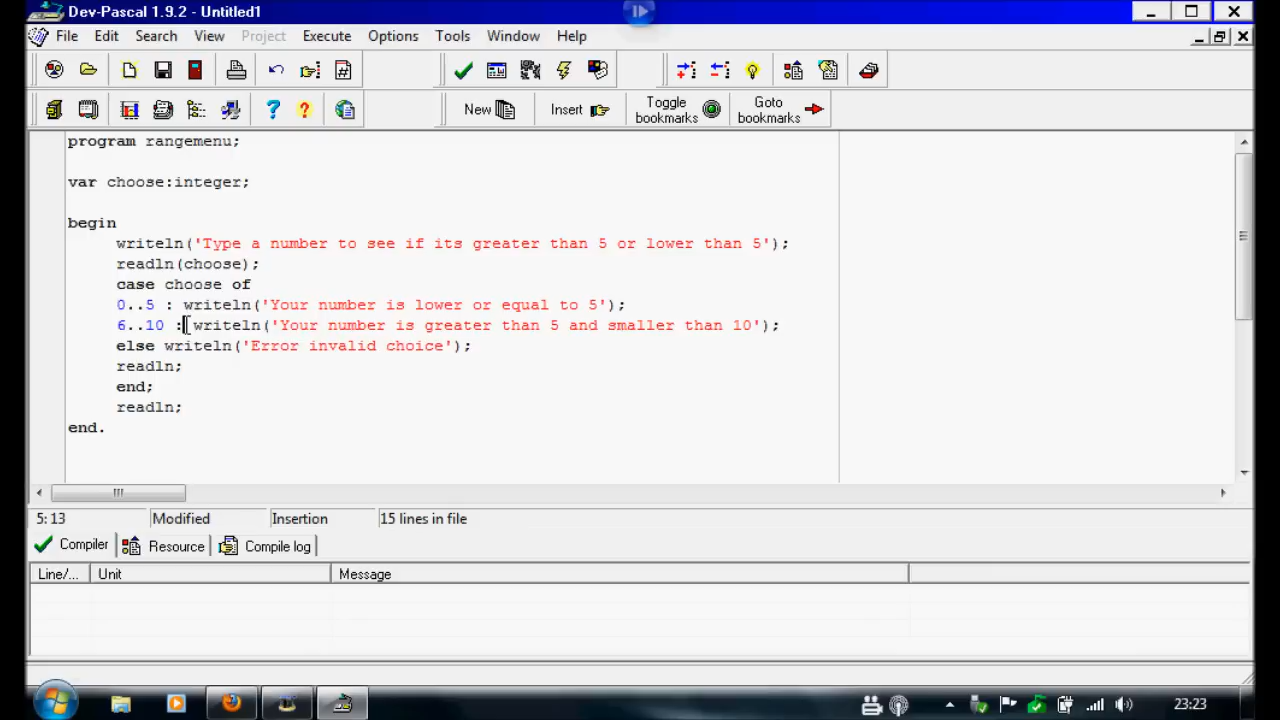 Dev-Pascal 1.9.2 - Untitled1
File Edit Search View Project Execute Options Tools Window Help
New Insert Toggle bookmarks Goto bookmarks
program rangemenu;
var choose:integer;
begin
writeln('Type a number to see if its greater than 5 or lower than 5');
readln(choose);
case choose of
0..5 : writeln('Your number is lower or equal to 5');
6..10 : writeln('Your number is greater than 5 and smaller than 10');
else writeln('Error invalid choice');
readln;
end;
readln;
end.
5: 13 Modified Insertion 15 lines in file
Compiler Resource Compile log
Line/... Unit Message
23:23